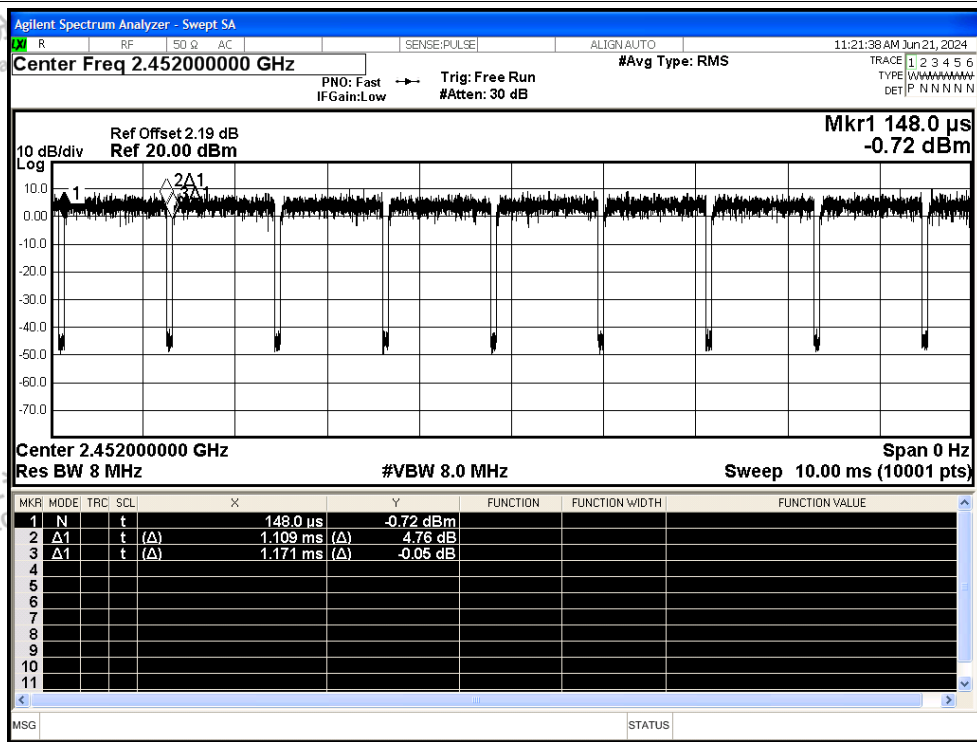 Agilent Spectrum Analyzer - Swept SA
LXI R RF 50 Ω AC SENSE:PULSE ALIGN AUTO 11:21:38 AM Jun 21, 2024
Center Freq 2.452000000 GHz #Avg Type: RMS TRACE 1 2 3 4 5 6
PNO: Fast Trig: Free Run TYPE WWWWWW
IFGain:Low #Atten: 30 dB DET P N N N N N
Mkr1 148.0 µs
Ref Offset 2.19 dB
10 dB/div Ref 20.00 dBm -0.72 dBm
Log
10.0
0.00
-10.0
-20.0
-30.0
-40.0
-50.0
-60.0
-70.0
1
2Δ1
3Δ1
Center 2.452000000 GHz Span 0 Hz
Res BW 8 MHz #VBW 8.0 MHz Sweep 10.00 ms (10001 pts)
MKR MODE TRC SCL X Y FUNCTION FUNCTION WIDTH FUNCTION VALUE
1 N t 148.0 µs -0.72 dBm
2 Δ1 t (Δ) 1.109 ms (Δ) 4.76 dB
3 Δ1 t (Δ) 1.171 ms (Δ) -0.05 dB
4
5
6
7
8
9
10
11
MSG STATUS